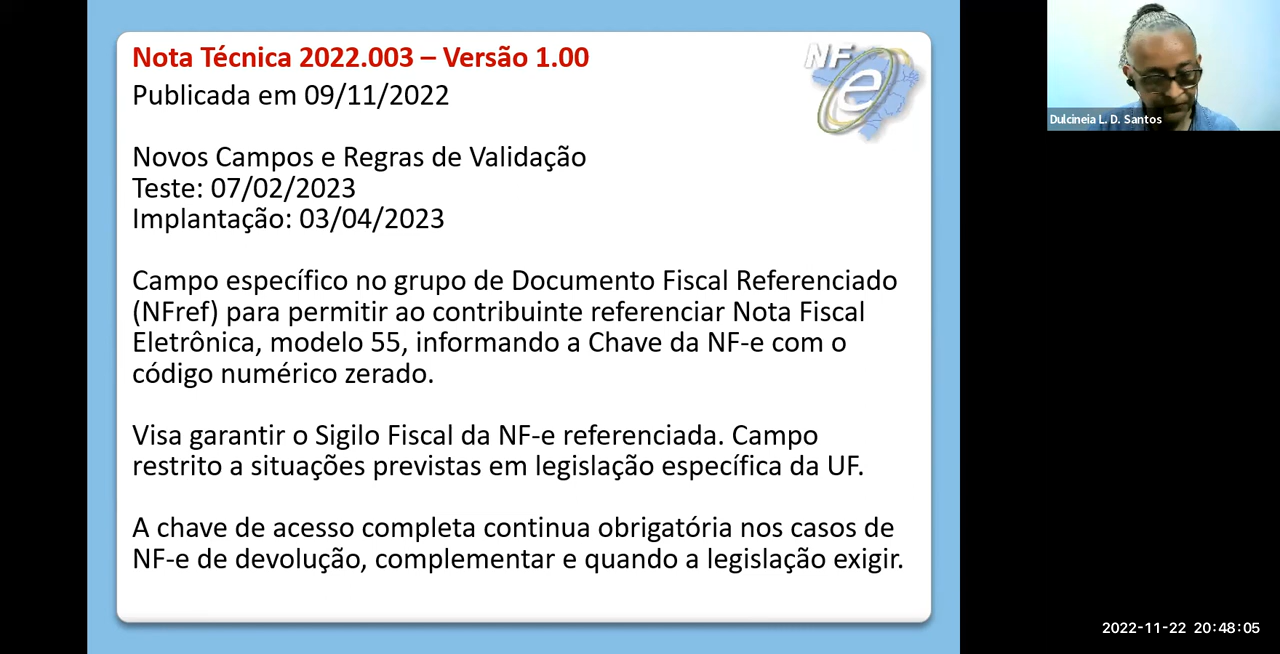 Nota Técnica 2022.003 – Versão 1.00
Publicada em 09/11/2022
NF
e
Novos Campos e Regras de Validação
Teste: 07/02/2023
Implantação: 03/04/2023
Campo específico no grupo de Documento Fiscal Referenciado
(NFref) para permitir ao contribuinte referenciar Nota Fiscal
Eletrônica, modelo 55, informando a Chave da NF-e com o
código numérico zerado.
Visa garantir o Sigilo Fiscal da NF-e referenciada. Campo
restrito a situações previstas em legislação específica da UF.
A chave de acesso completa continua obrigatória nos casos de
NF-e de devolução, complementar e quando a legislação exigir.
Dulcineia L. D. Santos
2022-11-22 20:48:05